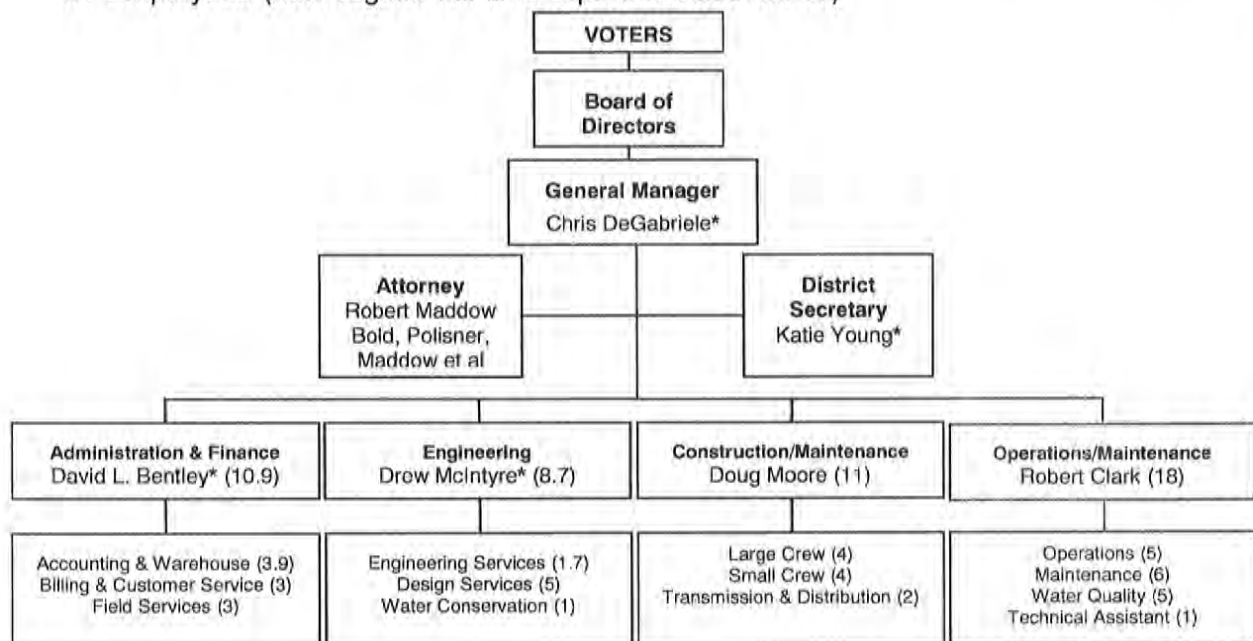 VOTERS
Board of
Directors
General Manager
Chris DeGabriele*
Attorney
Robert Maddow
Bold, Polisner,
Maddow et al
District
Secretary
Katie Young*
Administration & Finance
David L. Bentley* (10.9)
Engineering
Drew McIntyre* (8.7)
Construction/Maintenance
Doug Moore (11)
Operations/Maintenance
Robert Clark (18)
Accounting & Warehouse (3.9)
Billing & Customer Service (3)
Field Services (3)
Engineering Services (1.7)
Design Services (5)
Water Conservation (1)
Large Crew (4)
Small Crew (4)
Transmission & Distribution (2)
Operations (5)
Maintenance (6)
Water Quality (5)
Technical Assistant (1)